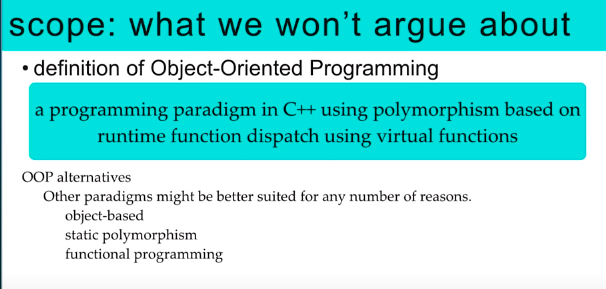 scope: what we won't argue about
• definition of Object-Oriented Programming
a programming paradigm in C++ using polymorphism based on
runtime function dispatch using virtual functions
OOP alternatives
Other paradigms might be better suited for any number of reasons.
object-based
static polymorphism
functional programming